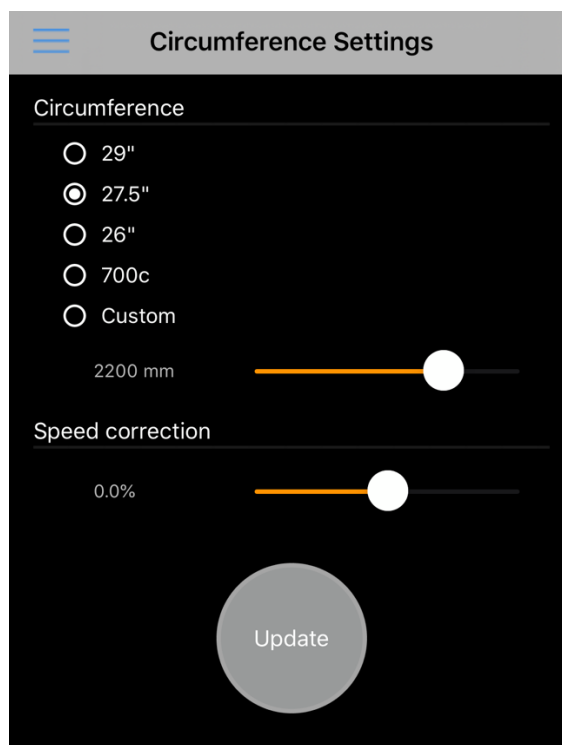 Circumference Settings
Circumference
29"
27.5"
26"
700c
Custom
2200 mm
Speed correction
0.0%
Update